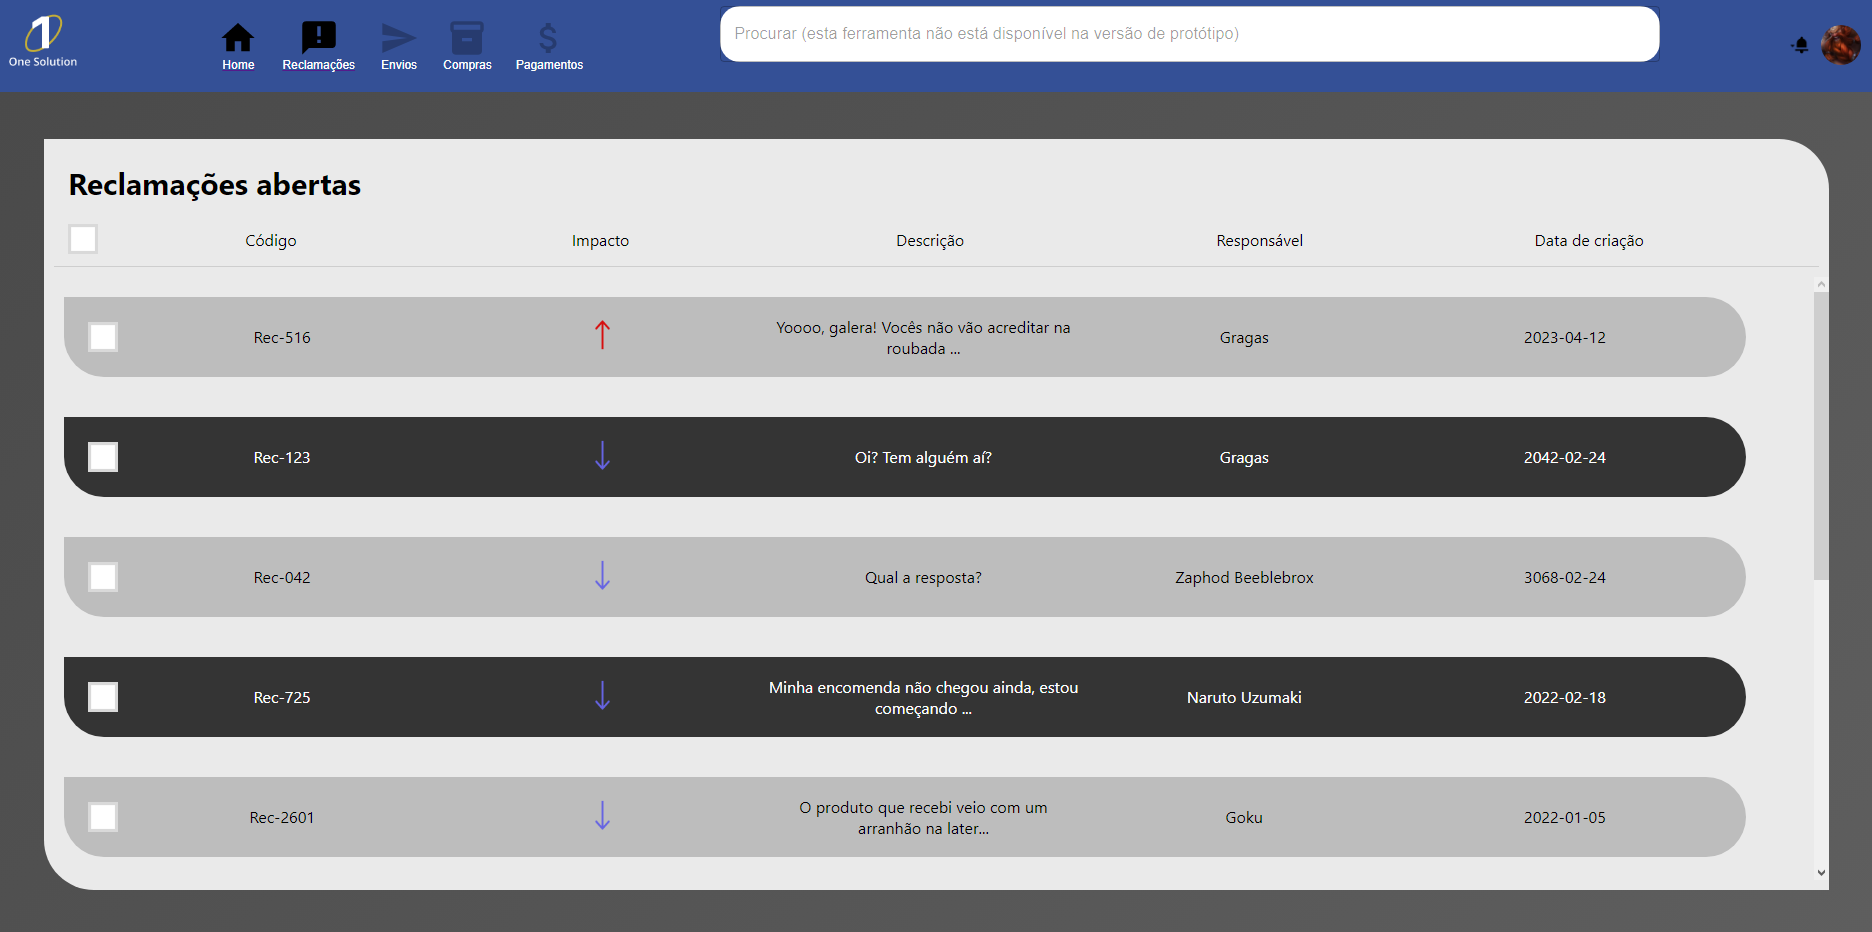 One Solution
Home Reclamações Envios Compras Pagamentos
Procurar (esta ferramenta não está disponível na versão de protótipo)
Reclamações abertas
Código Impacto Descrição Responsável Data de criação
Rec-516 Yoooo, galera! Vocês não vão acreditar na
roubada ... Gragas 2023-04-12
Rec-123 Oi? Tem alguém aí? Gragas 2042-02-24
Rec-042 Qual a resposta? Zaphod Beeblebrox 3068-02-24
Rec-725 Minha encomenda não chegou ainda, estou
começando ... Naruto Uzumaki 2022-02-18
Rec-2601 O produto que recebi veio com um
arranhão na later... Goku 2022-01-05